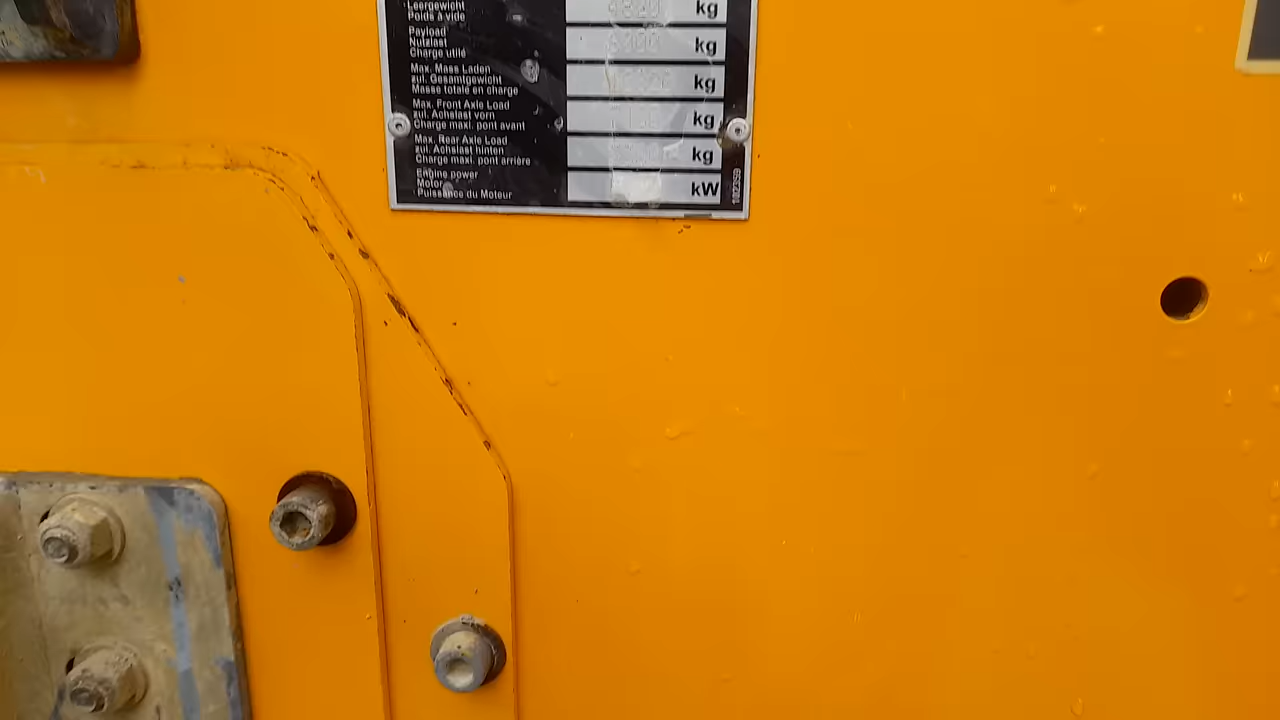 Leergewicht
Poids à vide
kg
Payload
Nutzlast
Charge utile
kg
Max. Mass Laden
zul. Gesamtgewicht
Masse totale en charge
kg
Max. Front Axle Load
zul. Achslast vorn
Charge maxi. pont avant
kg
Max. Rear Axle Load
zul. Achslast hinten
Charge maxi. pont arrière
kg
Engine power
Motor
Puissance du Moteur
kW
1002359